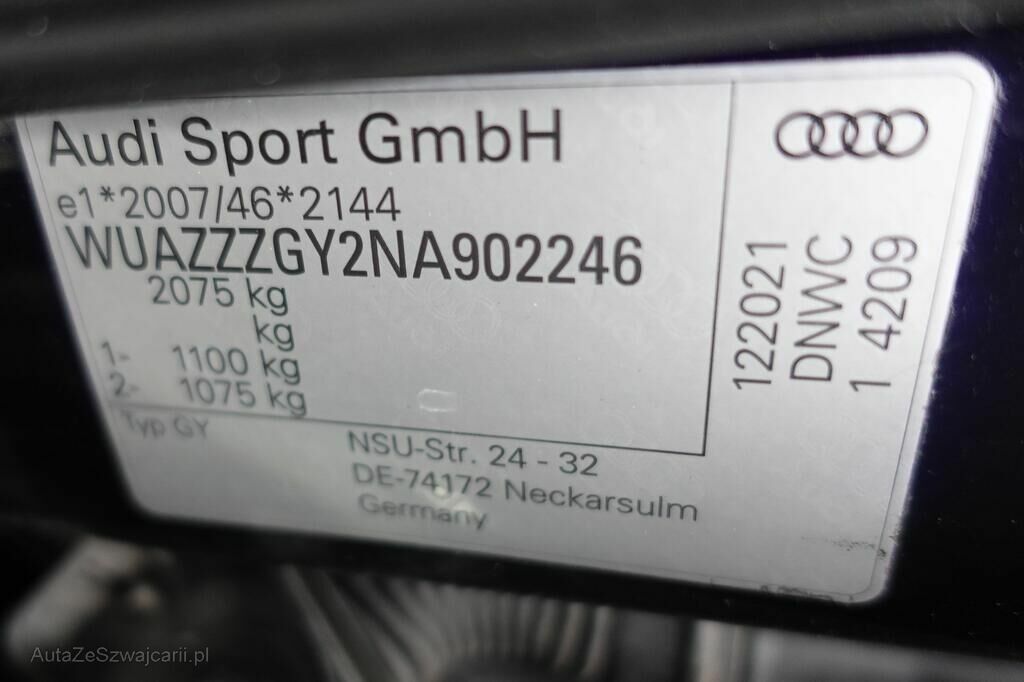 Audi Sport GmbH
e1*2007/46*2144
WUAZZZGY2NA902246
2075 kg
kg
1- 1100 kg
2- 1075 kg
Typ GY
NSU-Str. 24 - 32
DE-74172 Neckarsulm
Germany
122021
DNWC
1 4209
AutaZeSzwajcarii.pl